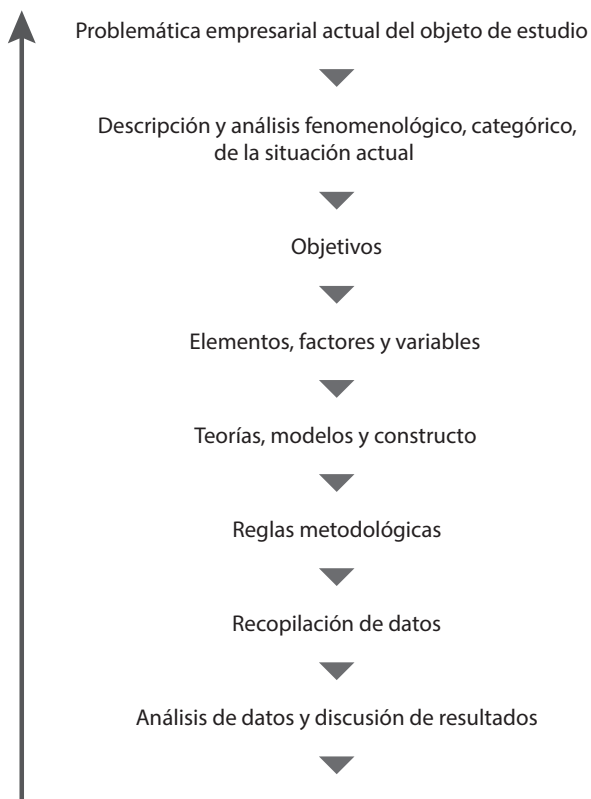 Problemática empresarial actual del objeto de estudio
Descripción y análisis fenomenológico, categórico,
de la situación actual
Objetivos
Elementos, factores y variables
Teorías, modelos y constructo
Reglas metodológicas
Recopilación de datos
Análisis de datos y discusión de resultados